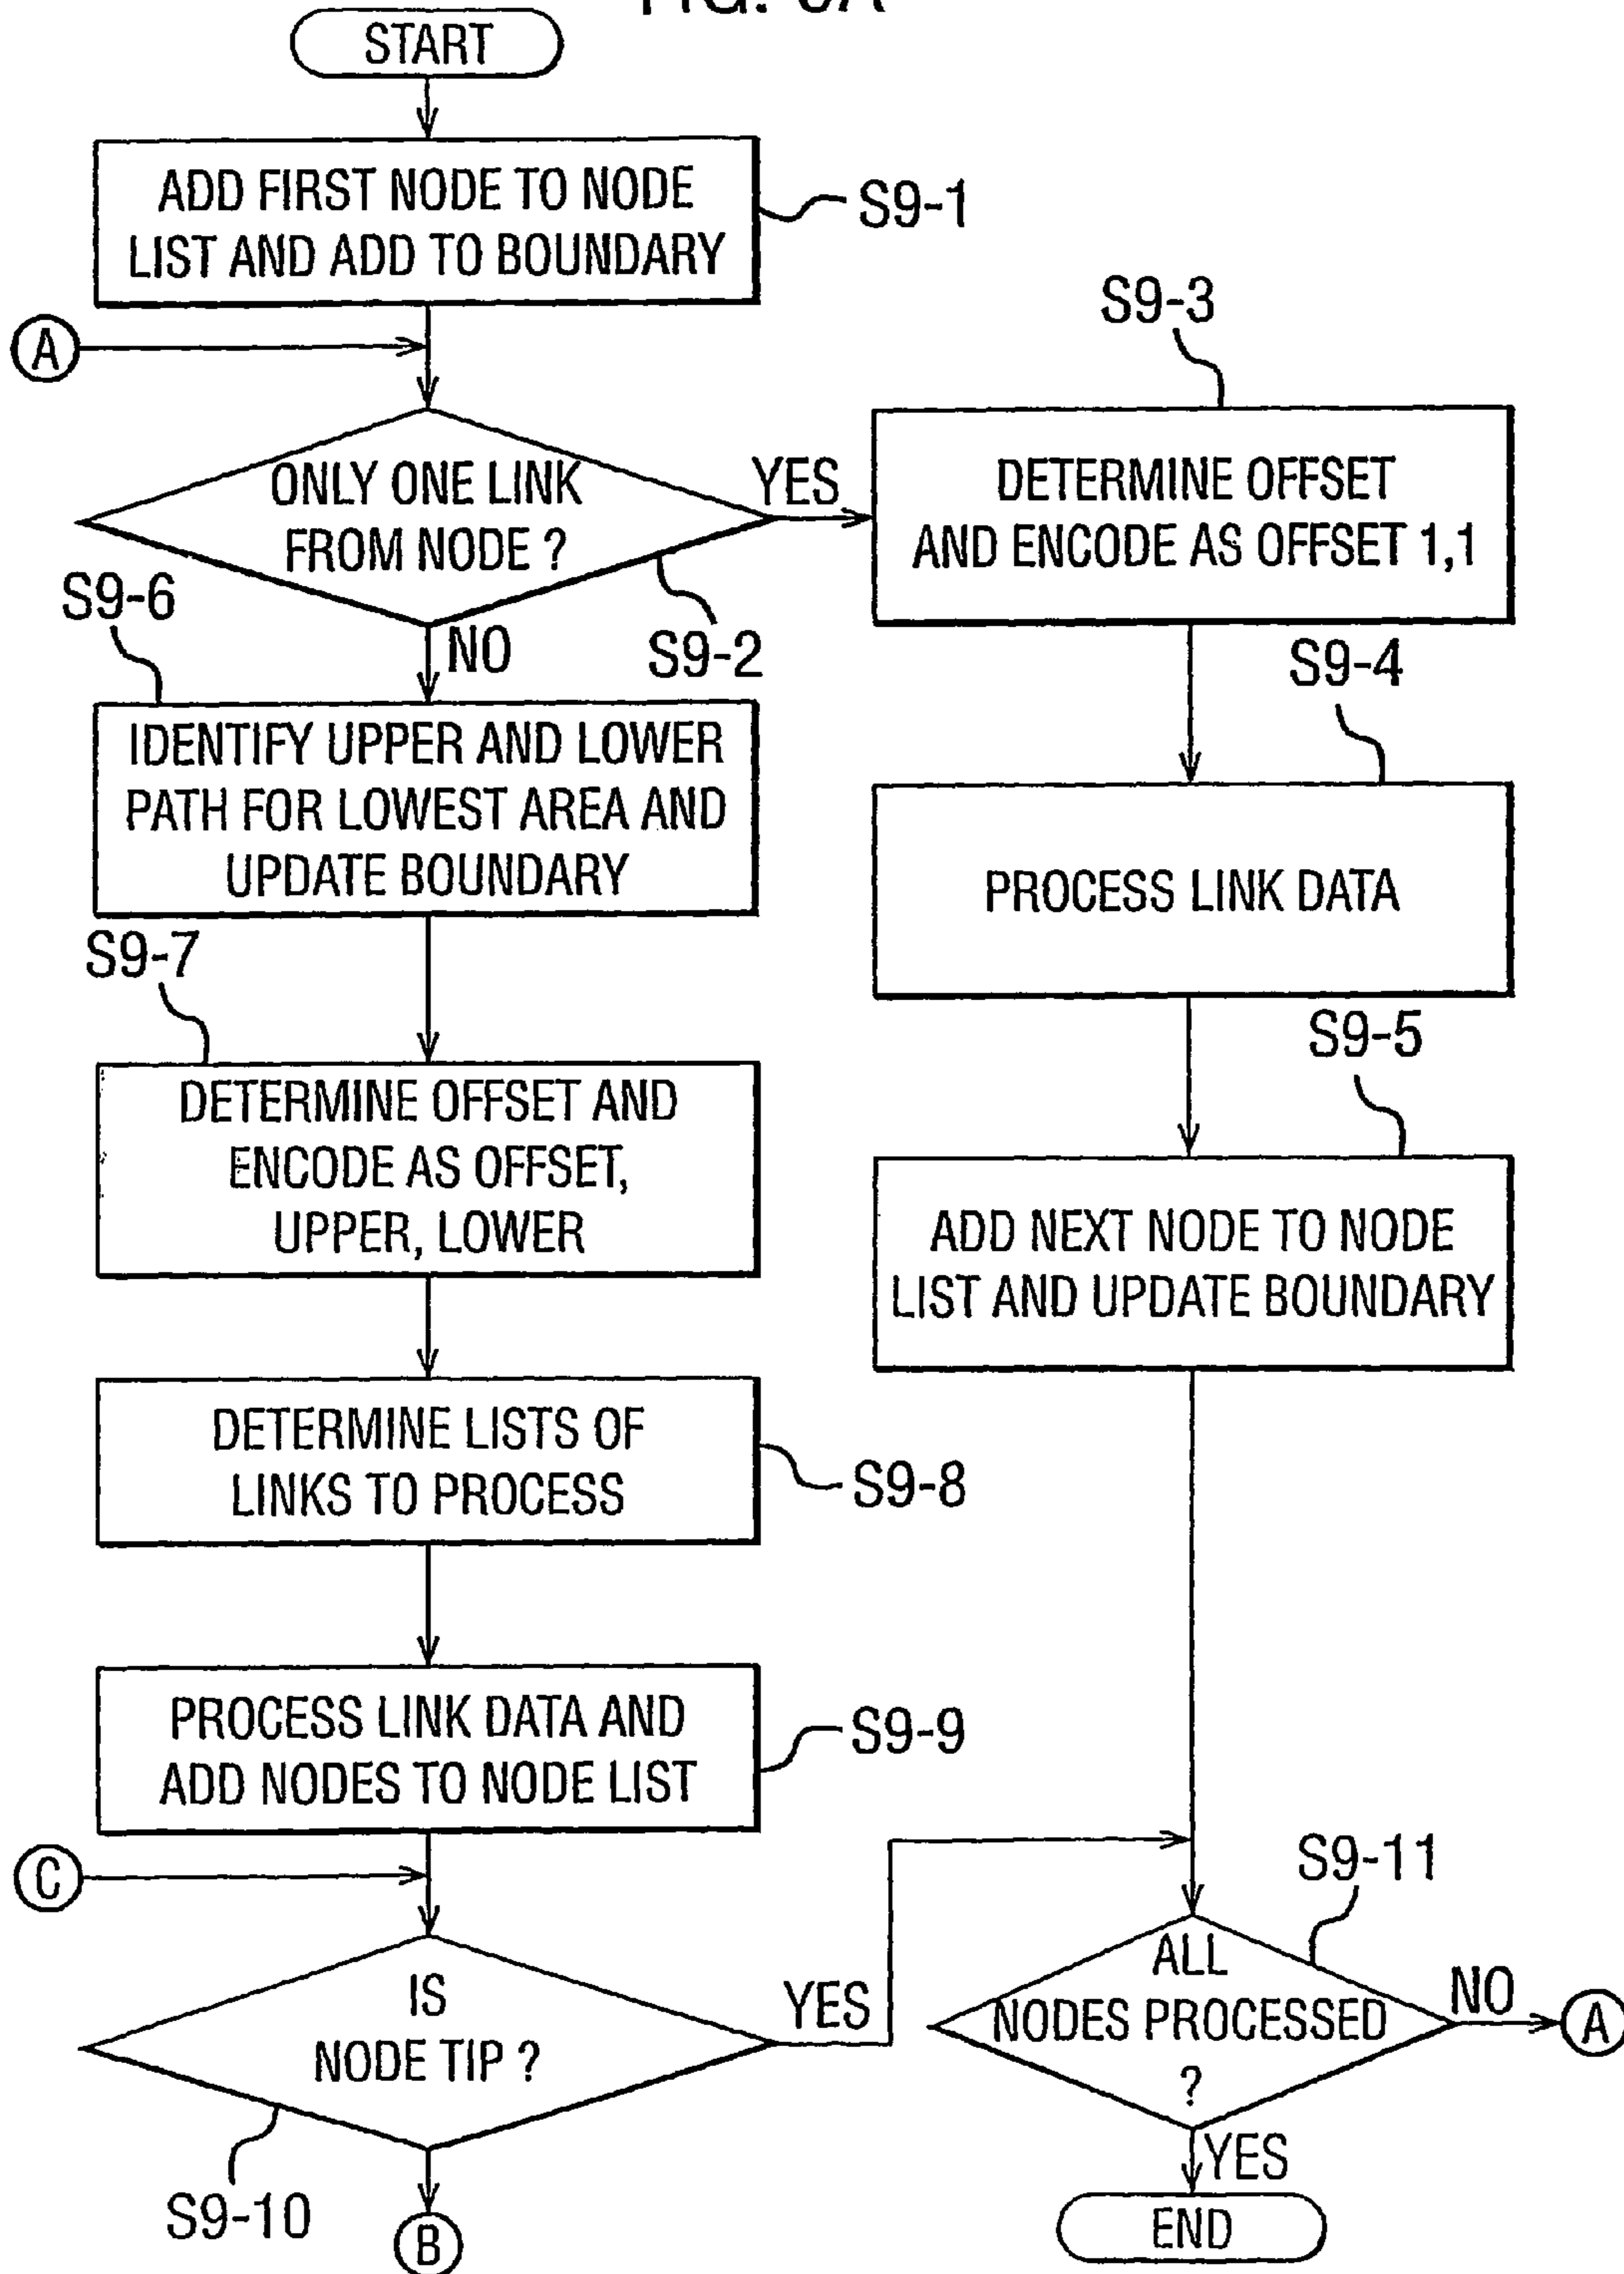 START
ADD FIRST NODE TO NODE
LIST AND ADD TO BOUNDARY
S9-1
A
ONLY ONE LINK
FROM NODE ?
YES
NO
S9-2
S9-3
DETERMINE OFFSET
AND ENCODE AS OFFSET 1,1
S9-4
PROCESS LINK DATA
S9-5
ADD NEXT NODE TO NODE
LIST AND UPDATE BOUNDARY
S9-6
IDENTIFY UPPER AND LOWER
PATH FOR LOWEST AREA AND
UPDATE BOUNDARY
S9-7
DETERMINE OFFSET AND
ENCODE AS OFFSET,
UPPER, LOWER
DETERMINE LISTS OF
LINKS TO PROCESS
S9-8
PROCESS LINK DATA AND
ADD NODES TO NODE LIST
S9-9
C
IS
NODE TIP ?
YES
S9-10
B
S9-11
ALL
NODES PROCESSED
?
NO
A
YES
END